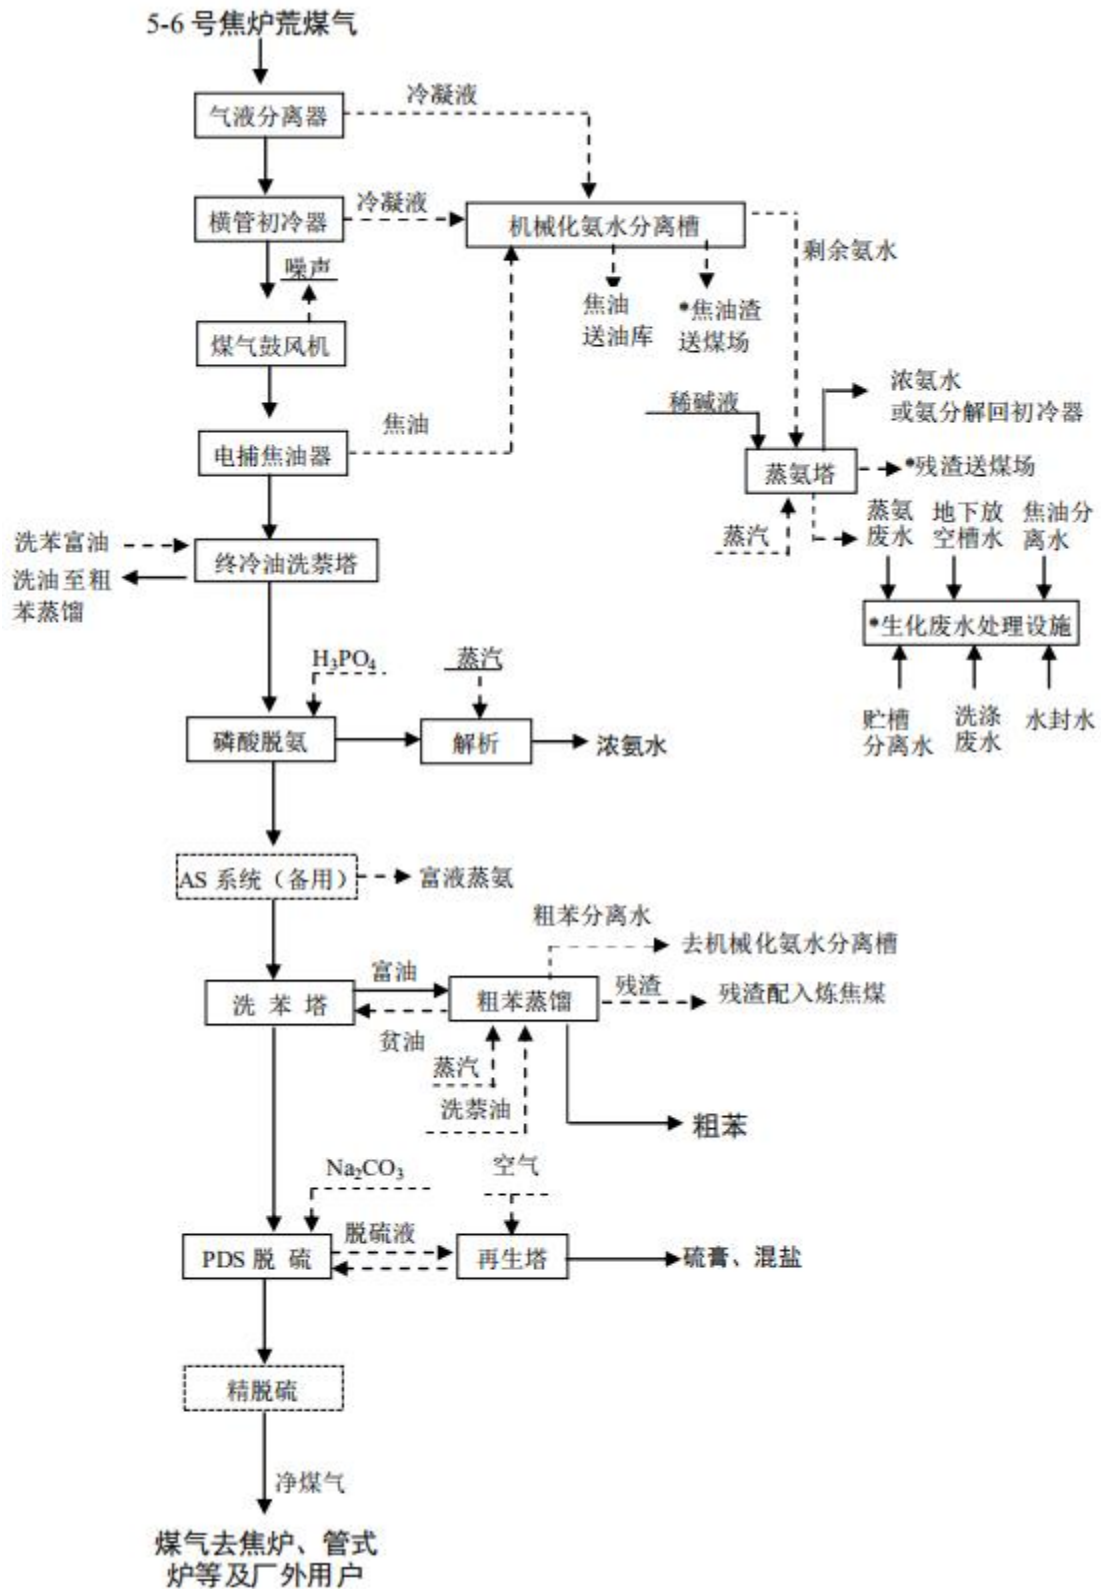 5-6 号焦炉荒煤气
冷凝液
气液分离器
冷凝液
横管初冷器
机械化氨水分离槽
剩余氨水
噪声
焦油
送油库
*焦油渣
送煤场
煤气鼓风机
浓氨水
或氨分解回初冷器
稀碱液
焦油
电捕焦油器
蒸氨塔
*残渣送煤场
蒸汽
蒸氨
废水
地下放
空槽水
焦油分
离水
洗苯富油
终冷油洗萘塔
洗油至粗
苯蒸馏
*生化废水处理设施
H₃PO₄
蒸汽
贮槽
分离水
洗涤
废水
水封水
磷酸脱氨
解析
浓氨水
AS 系统（备用）
富液蒸氨
粗苯分离水
去机械化氨水分离槽
富油
残渣
洗 苯 塔
粗苯蒸馏
残渣配入炼焦煤
贫油
蒸汽
洗萘油
粗苯
Na₂CO₃
空气
脱硫液
PDS 脱 硫
再生塔
硫膏、混盐
精脱硫
净煤气
煤气去焦炉、管式
炉等及厂外用户